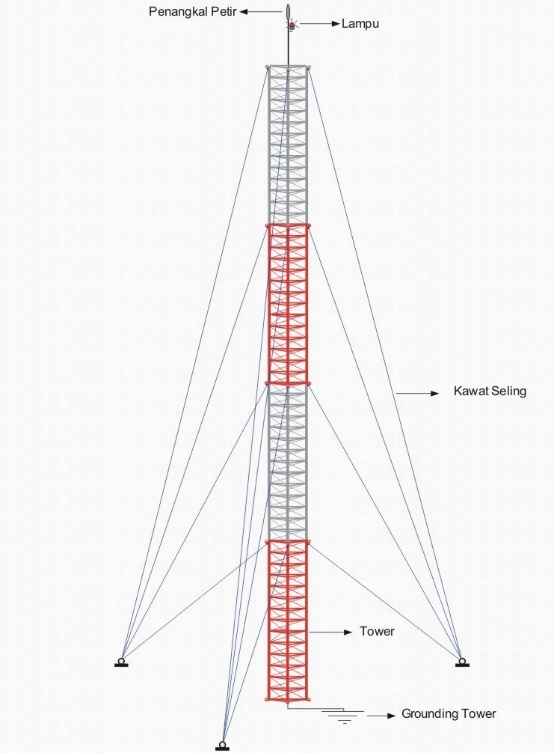 Penangkal Petir
Lampu
Kawat Seling
Tower
Grounding Tower